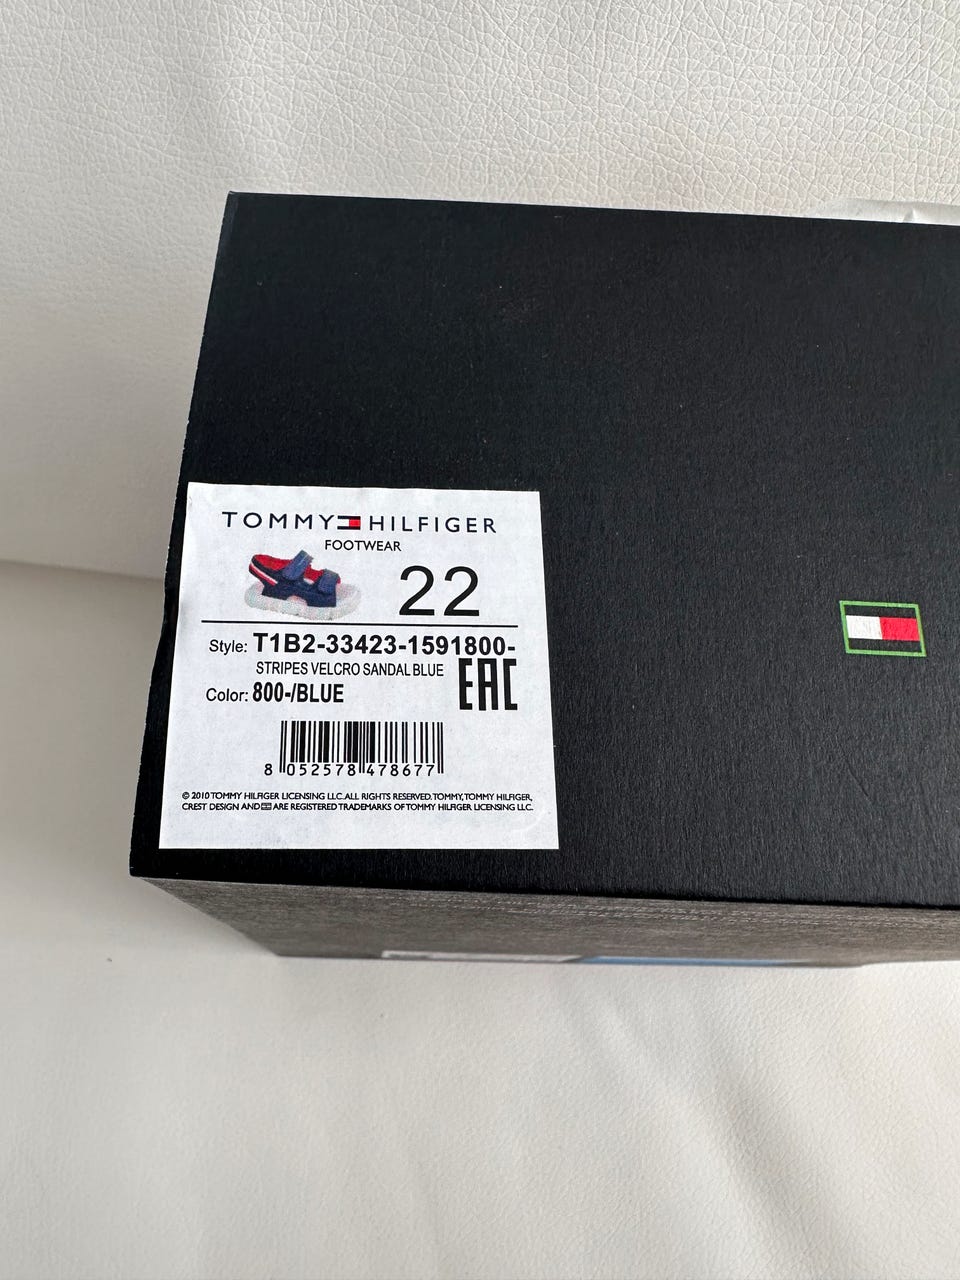 TOMMY HILFIGER
FOOTWEAR
22
Style: T1B2-33423-1591800-
STRIPES VELCRO SANDAL BLUE
Color: 800-/BLUE
EAC
8 052578 478677
© 2010 TOMMY HILFIGER LICENSING LLC.ALL RIGHTS RESERVED.TOMMY,TOMMY HILFIGER,
CREST DESIGN AND ARE REGISTERED TRADEMARKS OF TOMMY HILFIGER LICENSING LLC.